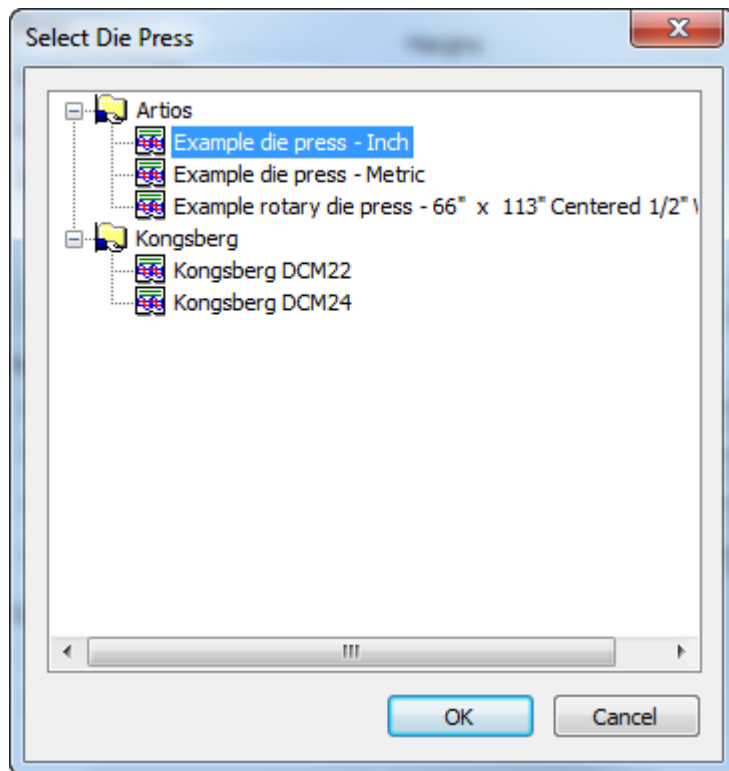 Select Die Press
Artios
Example die press - Inch
Example die press - Metric
Example rotary die press - 66" x 113" Centered 1/2"
Kongsberg
Kongsberg DCM22
Kongsberg DCM24
OK
Cancel